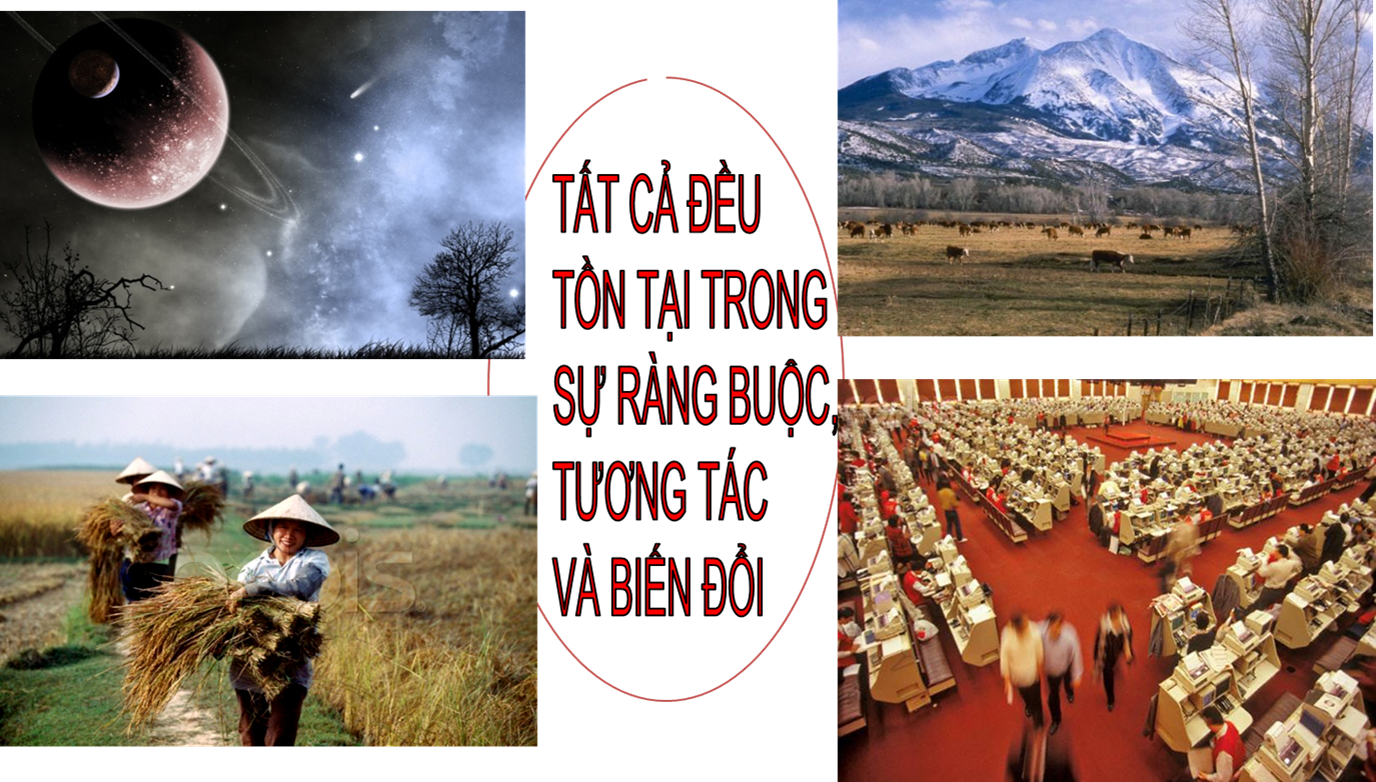 TẤT CẢ ĐỀU
TỒN TẠI TRONG
SỰ RÀNG BUỘC,
TƯƠNG TÁC
VÀ BIẾN ĐỔI